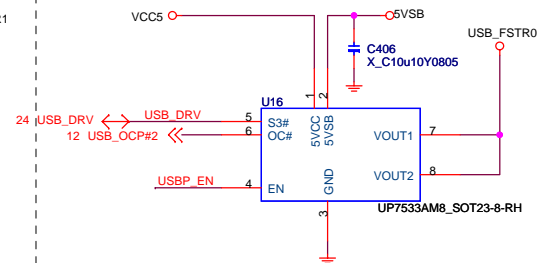 21
VCC5
5VSB
USB_FSTR0
C406
X_C10u10Y0805
1
2
U16
24 USB_DRV
USB_DRV
5
S3#
5VCC
5VSB
VOUT1
7
12 USB_OCP#2
6
OC#
USBP_EN
4
EN
GND
VOUT2
8
3
UP7533AM8_SOT23-8-RH